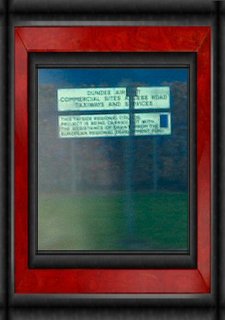 DUNDEE AIRPORT
COMMERCIAL SITES ACCESS ROAD
TAXIWAYS AND SERVICES
THIS TAYSIDE REGIONAL COUNCIL
PROJECT IS BEING CARRIED OUT WITH
THE ASSISTANCE OF GRANT FROM THE
EUROPEAN REGIONAL DEVELOPMENT FUND